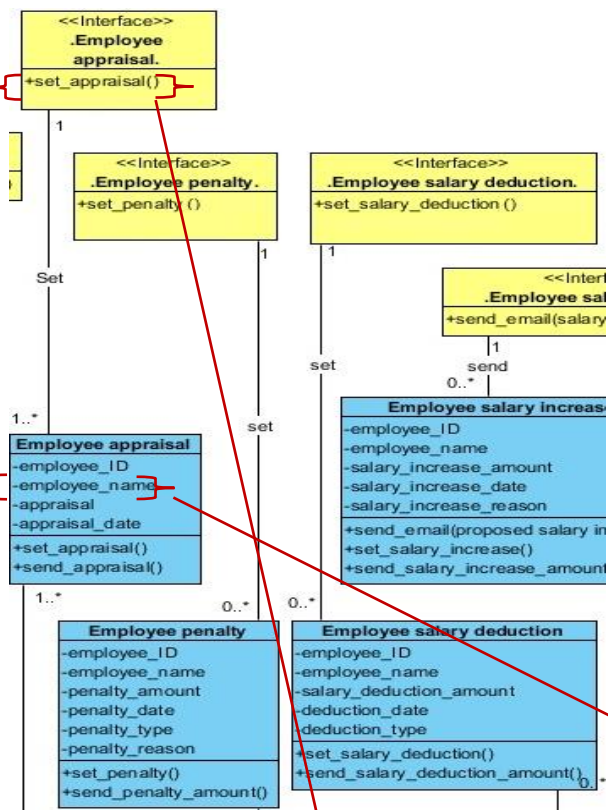 <<Interface>>
.Employee
appraisal.
+set_appraisal()
1
)
<<Interface>>
.Employee penalty.
+set_penalty ()
1
<<Interface>>
.Employee salary deduction.
+set_salary_deduction ()
1
Set
<<Interf
.Employee sal
+send_email(salary
1
send
0..*
set
set
1..*
Employee appraisal
-employee_ID
-employee_name
-appraisal
-appraisal_date
+set_appraisal()
+send_appraisal()
1..*
Employee salary increase
-employee_ID
-employee_name
-salary_increase_amount
-salary_increase_date
-salary_increase_reason
+send_email(proposed salary in
+set_salary_increase()
+send_salary_increase_amount
0..*
0..*
Employee penalty
-employee_ID
-employee_name
-penalty_amount
-penalty_date
-penalty_type
-penalty_reason
+set_penalty()
+send_penalty_amount()
Employee salary deduction
-employee_ID
-employee_name
-salary_deduction_amount
-deduction_date
-deduction_type
+set_salary_deduction()
+send_salary_deduction_amount()
0..*